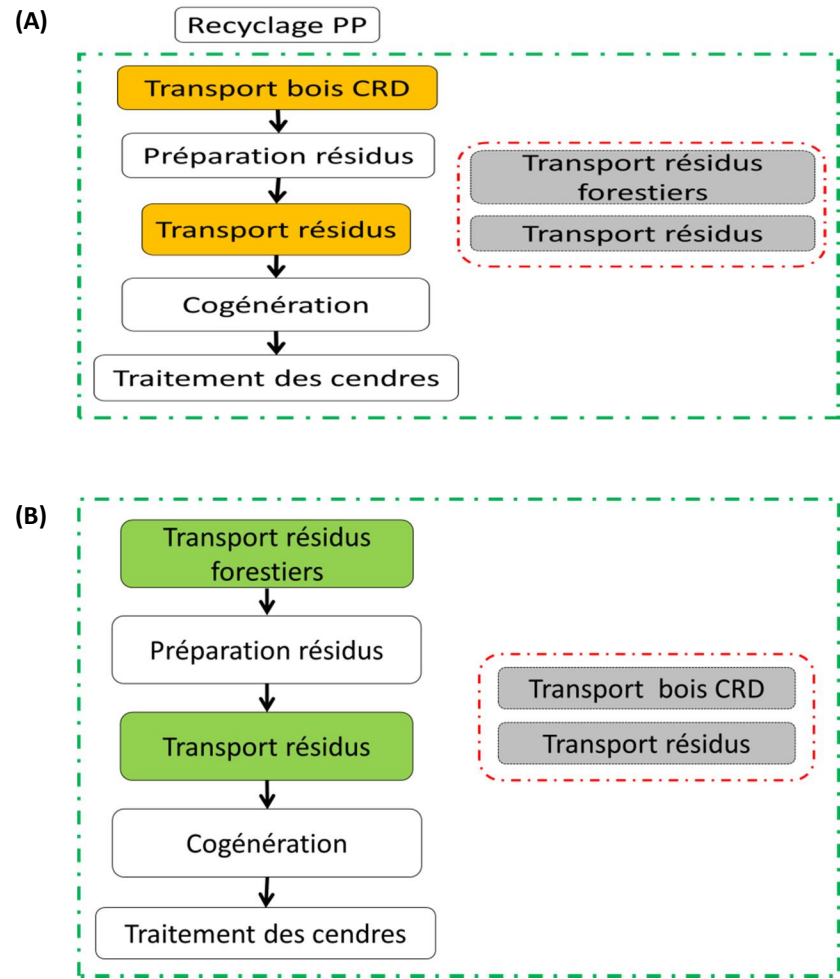 (A)
Recyclage PP
Transport bois CRD
Préparation résidus
Transport résidus
Cogénération
Traitement des cendres
Transport résidus
forestiers
Transport résidus
(B)
Transport résidus
forestiers
Préparation résidus
Transport résidus
Cogénération
Traitement des cendres
Transport bois CRD
Transport résidus